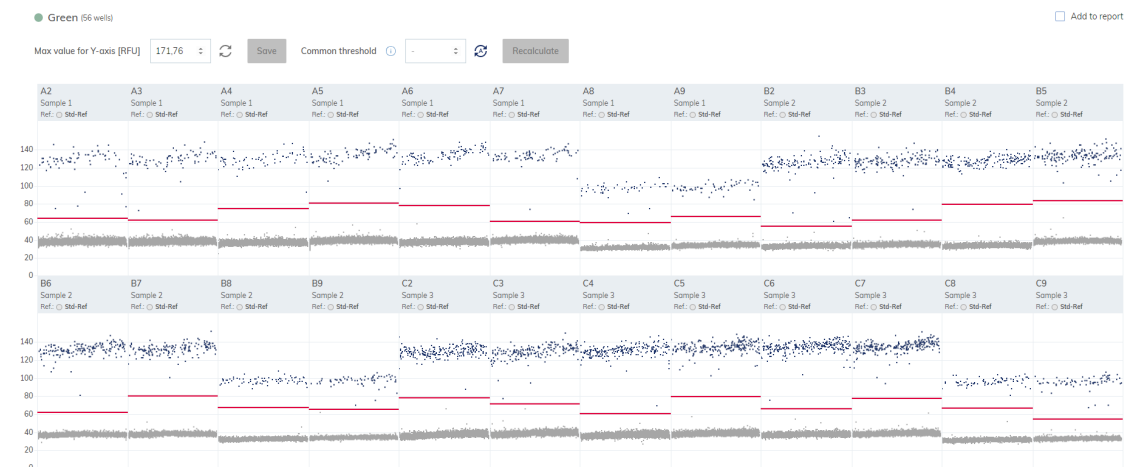 Green (56 wells)
Add to report
Max value for Y-axis [RFU] 171,76 Save Common threshold i - A Recalculate
A2 A3 A4 A5 A6 A7 A8 A9 B2 B3 B4 B5
Sample 1 Sample 1 Sample 1 Sample 1 Sample 1 Sample 1 Sample 1 Sample 1 Sample 2 Sample 2 Sample 2 Sample 2
Ref.: Std-Ref Ref.: Std-Ref Ref.: Std-Ref Ref.: Std-Ref Ref.: Std-Ref Ref.: Std-Ref Ref.: Std-Ref Ref.: Std-Ref Ref.: Std-Ref Ref.: Std-Ref Ref.: Std-Ref Ref.: Std-Ref
140
120
100
80
60
40
20
0
B6 B7 B8 B9 C2 C3 C4 C5 C6 C7 C8 C9
Sample 2 Sample 2 Sample 2 Sample 2 Sample 3 Sample 3 Sample 3 Sample 3 Sample 3 Sample 3 Sample 3 Sample 3
Ref.: Std-Ref Ref.: Std-Ref Ref.: Std-Ref Ref.: Std-Ref Ref.: Std-Ref Ref.: Std-Ref Ref.: Std-Ref Ref.: Std-Ref Ref.: Std-Ref Ref.: Std-Ref Ref.: Std-Ref Ref.: Std-Ref
140
120
100
80
60
40
20
0